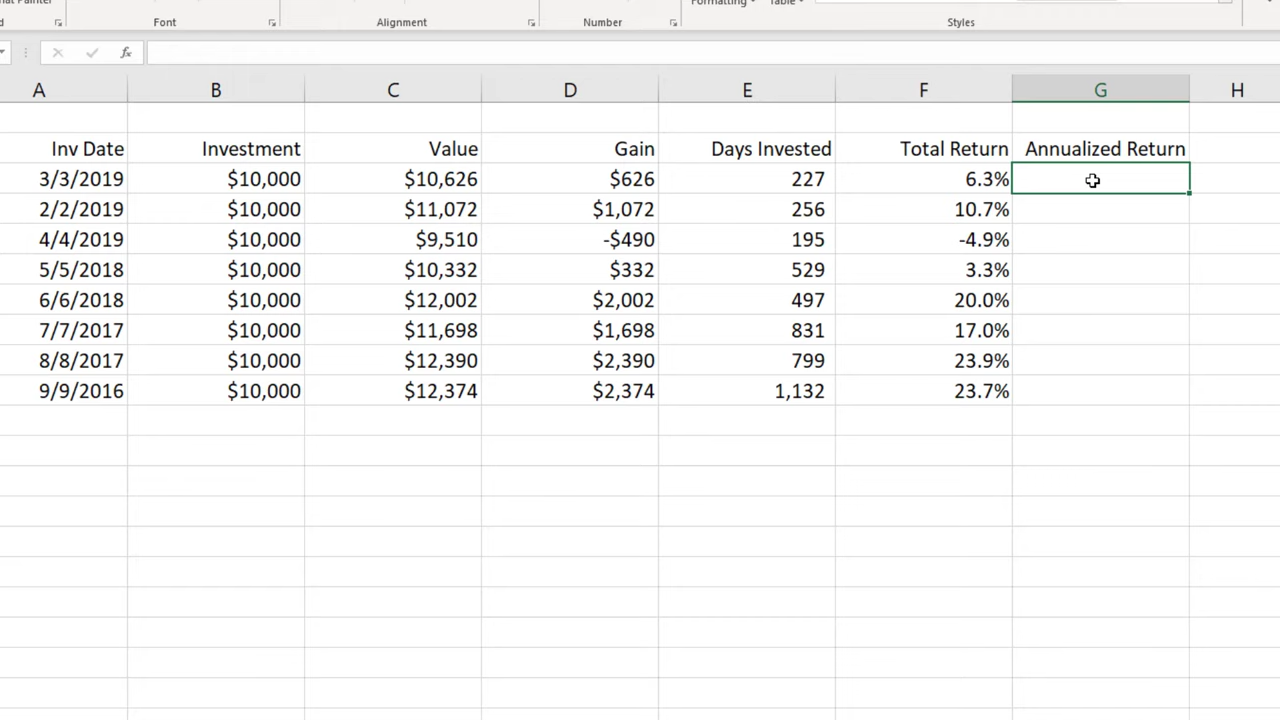 Formatting Table
Font Alignment Number Styles
fx
A B C D E F G H
Inv Date Investment Value Gain Days Invested Total Return Annualized Return
3/3/2019 $10,000 $10,626 $626 227 6.3%
2/2/2019 $10,000 $11,072 $1,072 256 10.7%
4/4/2019 $10,000 $9,510 -$490 195 -4.9%
5/5/2018 $10,000 $10,332 $332 529 3.3%
6/6/2018 $10,000 $12,002 $2,002 497 20.0%
7/7/2017 $10,000 $11,698 $1,698 831 17.0%
8/8/2017 $10,000 $12,390 $2,390 799 23.9%
9/9/2016 $10,000 $12,374 $2,374 1,132 23.7%